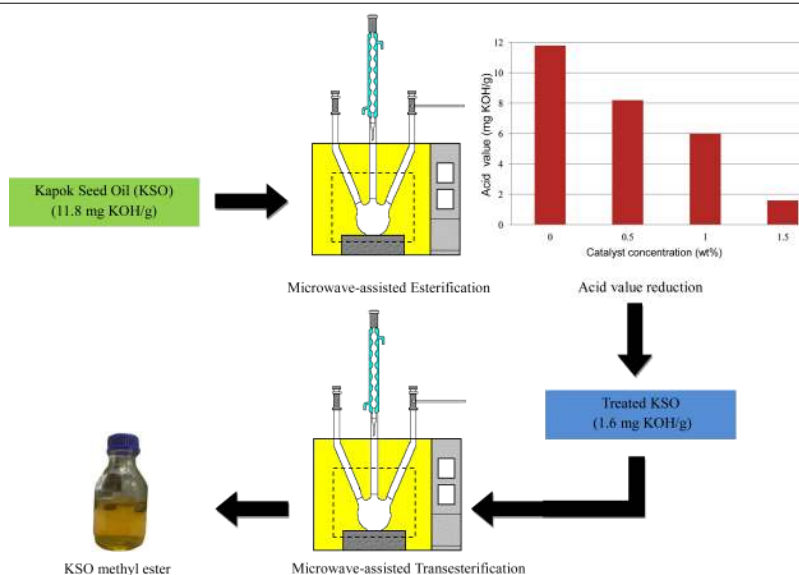 Kapok Seed Oil (KSO)
(11.8 mg KOH/g)
Microwave-assisted Esterification
Acid value (mg KOH/g)
12
10
8
6
4
2
0
0
0.5
1
1.5
Catalyst concentration (wt%)
Acid value reduction
Treated KSO
(1.6 mg KOH/g)
Microwave-assisted Transesterification
KSO methyl ester